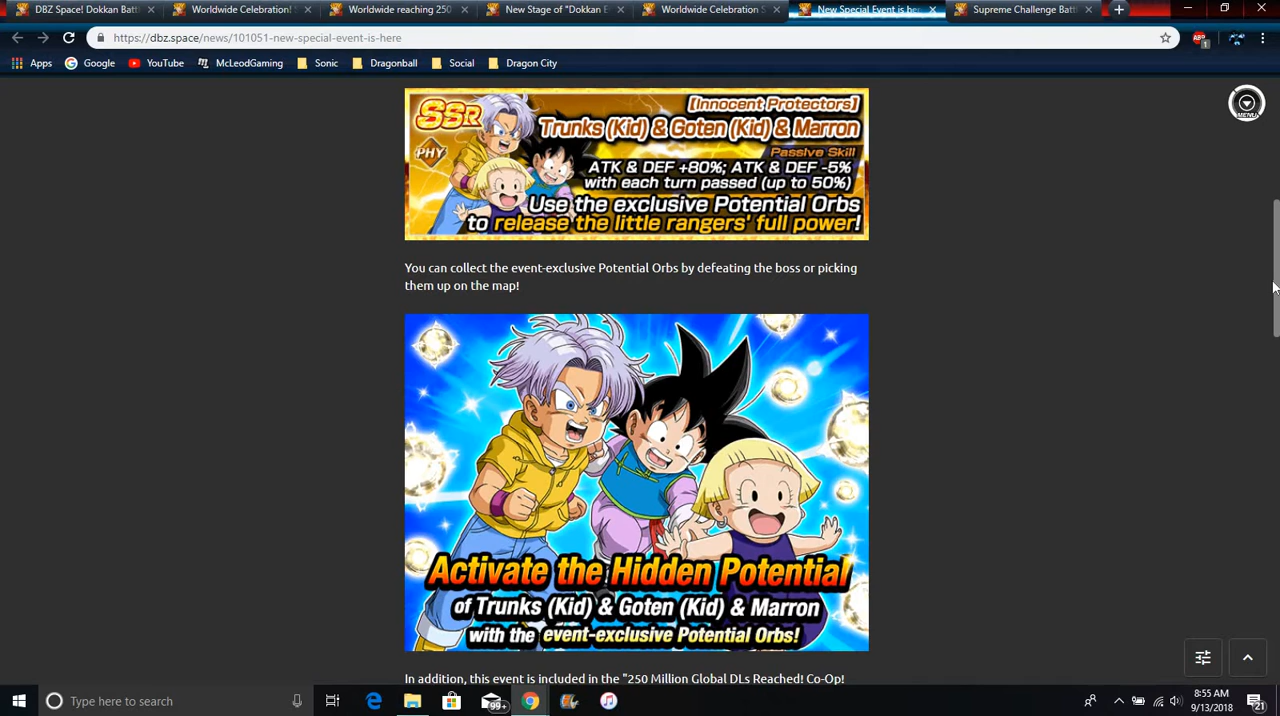 DBZ Space! Dokkan Batt
Worldwide Celebration!
Worldwide reaching 250
New Stage of "Dokkan E
Worldwide Celebration S
New Special Event is her
Supreme Challenge Battl
https://dbz.space/news/101051-new-special-event-is-here
ABP
1
Apps
Google
YouTube
McLeodGaming
Sonic
Dragonball
Social
Dragon City
MENU
SSR
[Innocent Protectors]
Trunks (Kid) & Goten (Kid) & Marron
PHY
Passive Skill
ATK & DEF +80%; ATK & DEF -5%
with each turn passed (up to 50%)
Use the exclusive Potential Orbs
to release the little rangers' full power!
You can collect the event-exclusive Potential Orbs by defeating the boss or picking
them up on the map!
Activate the Hidden Potential
of Trunks (Kid) & Goten (Kid) & Marron
with the event-exclusive Potential Orbs!
In addition, this event is included in the "250 Million Global DLs Reached! Co-Op!
Type here to search
99+
8:55 AM
9/13/2018
21